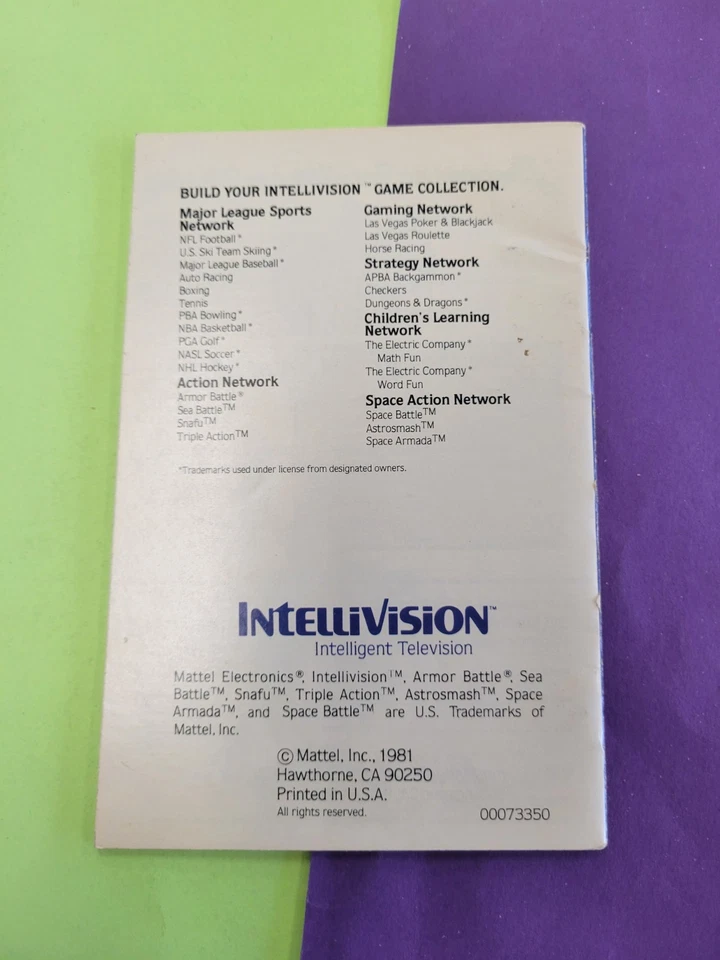 BUILD YOUR INTELLIVISION™ GAME COLLECTION.
Major League Sports
Network
NFL Football*
U.S. Ski Team Skiing*
Major League Baseball*
Auto Racing
Boxing
Tennis
PBA Bowling*
NBA Basketball*
PGA Golf*
NASL Soccer*
NHL Hockey*
Action Network
Armor Battle®
Sea Battle™
Snafu™
Triple Action™
Gaming Network
Las Vegas Poker & Blackjack
Las Vegas Roulette
Horse Racing
Strategy Network
APBA Backgammon*
Checkers
Dungeons & Dragons*
Children's Learning
Network
The Electric Company*
Math Fun
The Electric Company*
Word Fun
Space Action Network
Space Battle™
Astrosmash™
Space Armada™
*Trademarks used under license from designated owners.
INTELLIVISION™
Intelligent Television
Mattel Electronics®, Intellivision™, Armor Battle®, Sea
Battle™, Snafu™, Triple Action™, Astrosmash™, Space
Armada™, and Space Battle™ are U.S. Trademarks of
Mattel, Inc.
© Mattel, Inc., 1981
Hawthorne, CA 90250
Printed in U.S.A.
All rights reserved.
00073350